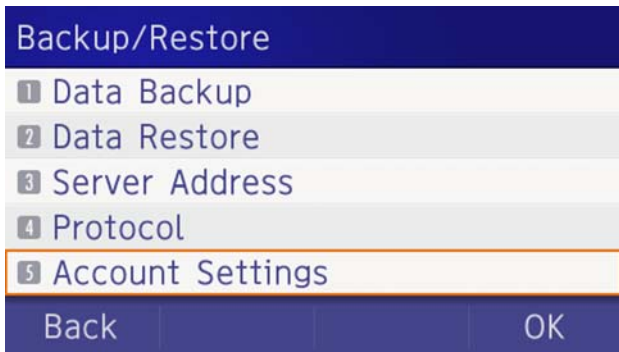 Backup/Restore
1 Data Backup
2 Data Restore
3 Server Address
4 Protocol
5 Account Settings
Back OK